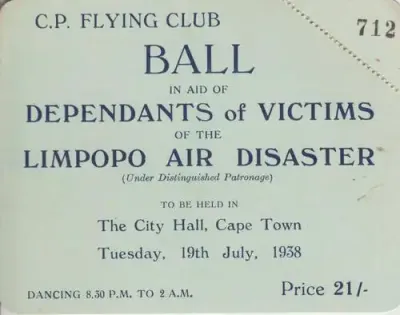 C.P. FLYING CLUB
712
BALL
IN AID OF
DEPENDANTS of VICTIMS
OF THE
LIMPOPO AIR DISASTER
(Under Distinguished Patronage)
TO BE HELD IN
The City Hall, Cape Town
Tuesday, 19th July, 1938
DANCING 8.30 P.M. TO 2 A.M.
Price 21/-